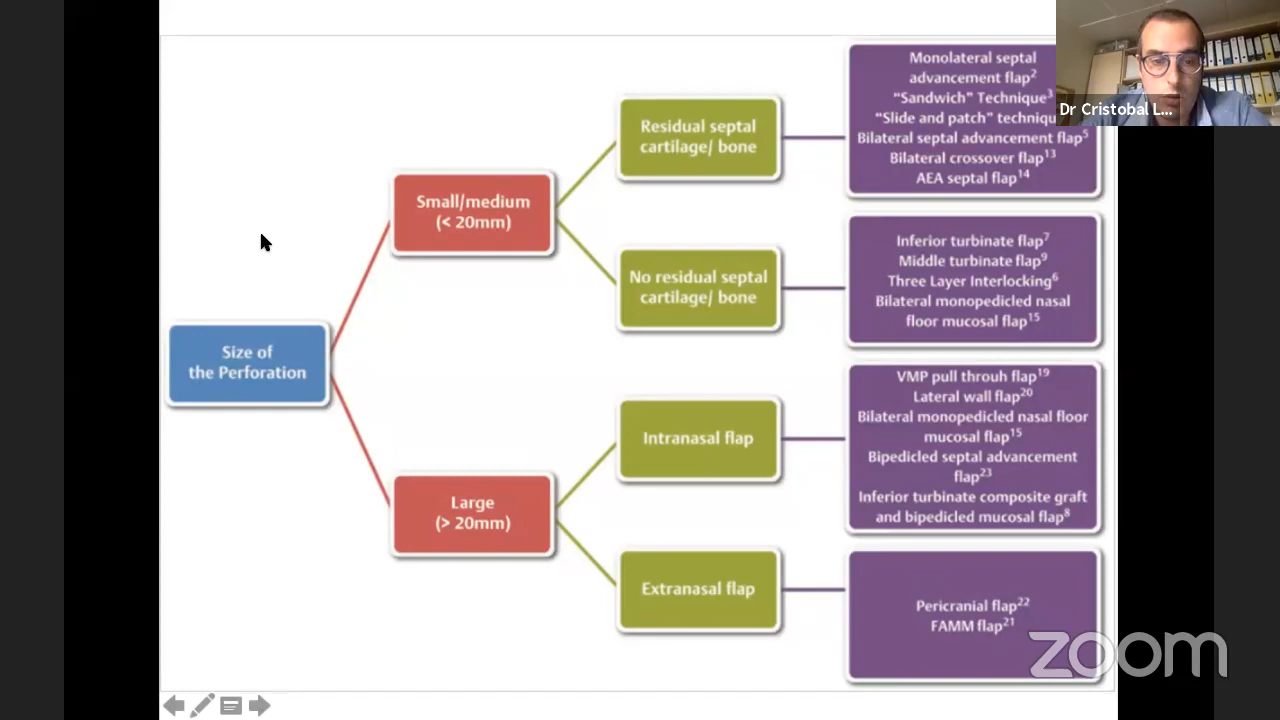 Size of
the Perforation
Small/medium
(< 20mm)
Large
(> 20mm)
Residual septal
cartilage/ bone
No residual septal
cartilage/ bone
Intranasal flap
Extranasal flap
Monolateral septal
advancement flap2
“Sandwich” Technique3
“Slide and patch”
Bilateral septal advancement flap5
Bilateral crossover flap13
AEA septal flap14
Inferior turbinate flap7
Middle turbinate flap9
Three Layer Interlocking6
Bilateral monopedicled nasal
floor mucosal flap15
VMP pull throuh flap19
Lateral wall flap20
Bilateral monopedicled nasal floor
mucosal flap15
Bipedicled septal advancement
flap23
Inferior turbinate composite graft
and bipedicled mucosal flap8
Pericranial flap22
FAMM flap21
Dr Cristobal L...
zoom